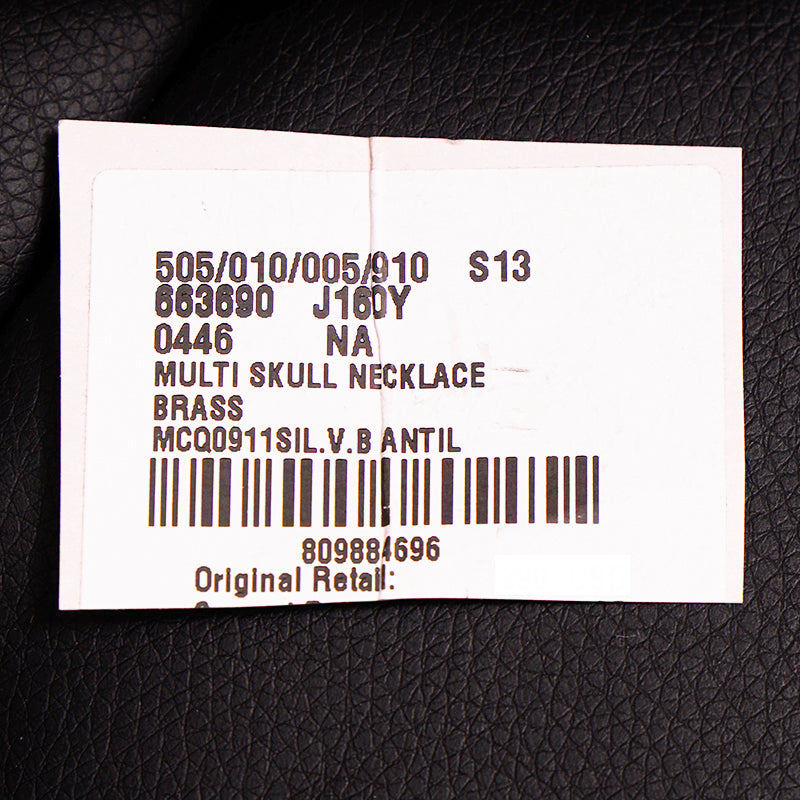 505/010/005/910 S13
663690 J160Y
0446 NA
MULTI SKULL NECKLACE
BRASS
MCQ0911SIL.V.B ANTIL
809884696
Original Retail: